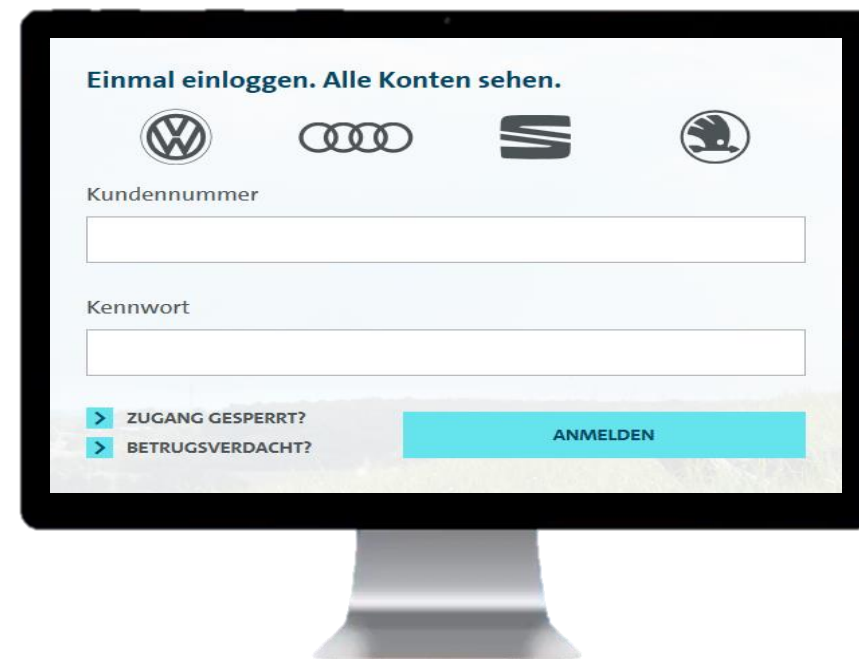 Einmal einloggen. Alle Konten sehen.
Kundennummer
Kennwort
ZUGANG GESPERRT?
BETRUGSVERDACHT?
ANMELDEN